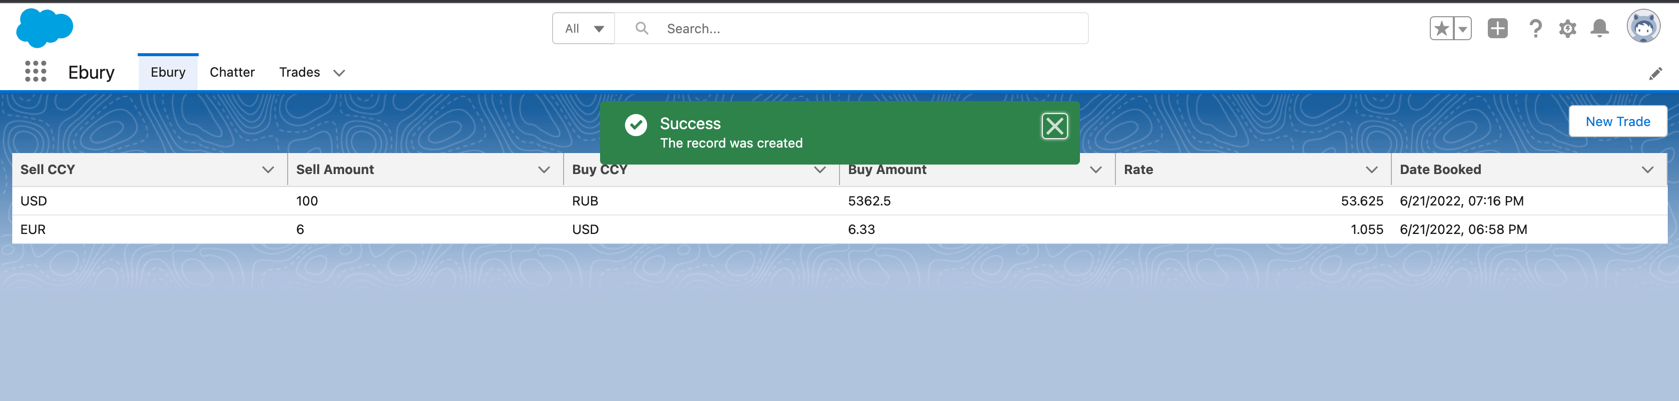 All Search...
Ebury Ebury Chatter Trades
Success
The record was created
New Trade
Sell CCY Sell Amount Buy CCY Buy Amount Rate Date Booked
USD 100 RUB 5362.5 53.625 6/21/2022, 07:16 PM
EUR 6 USD 6.33 1.055 6/21/2022, 06:58 PM